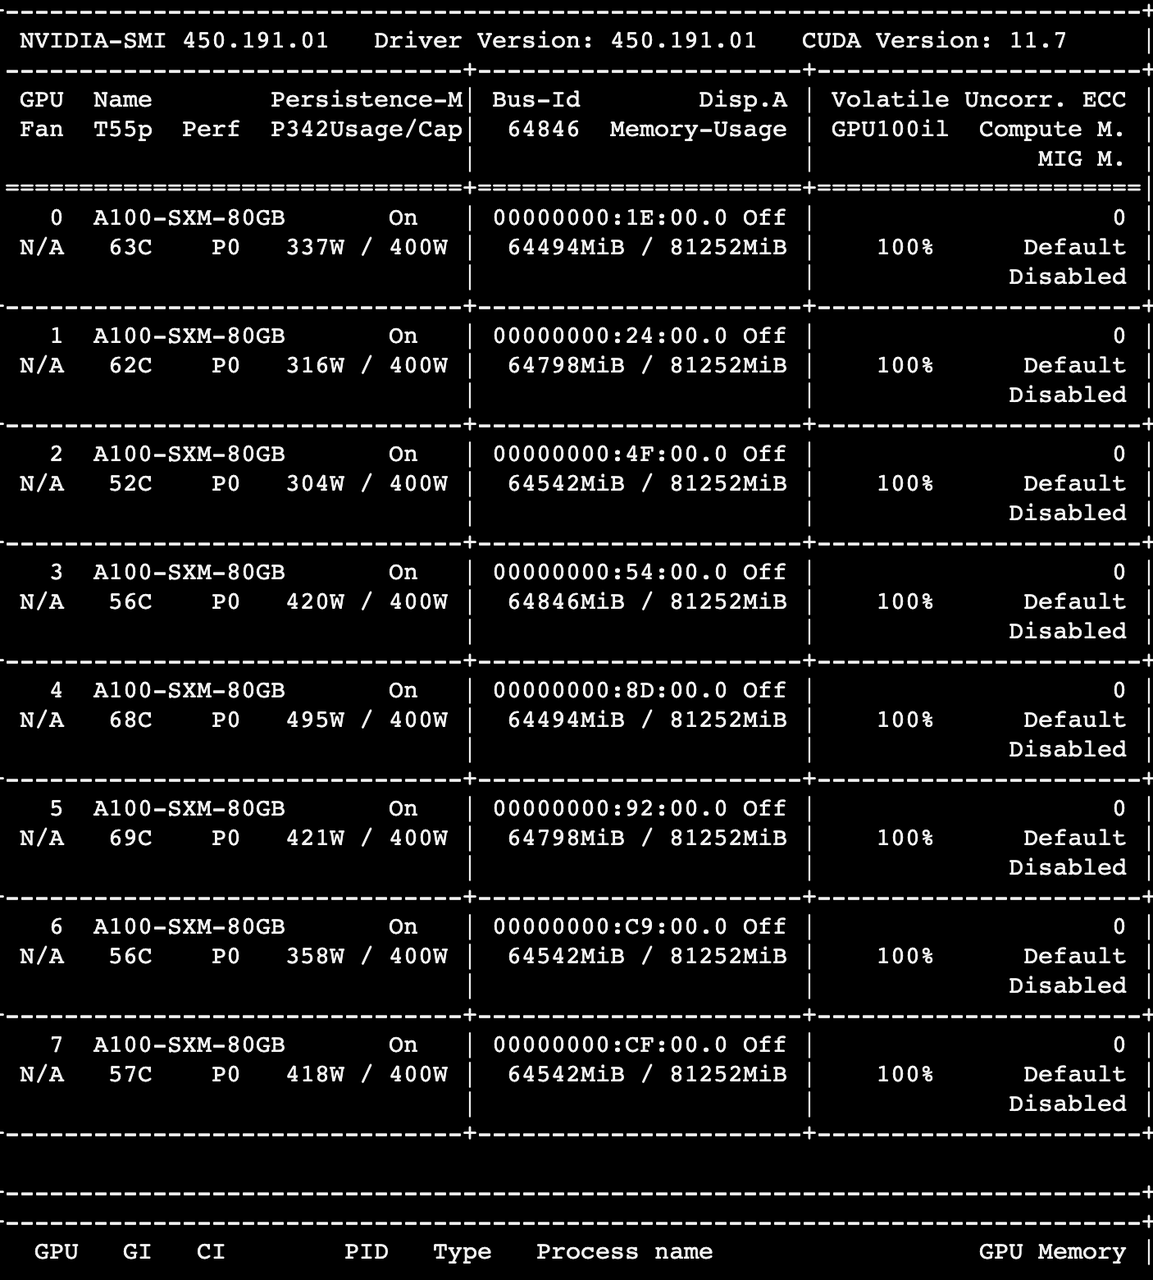 NVIDIA-SMI 450.191.01 Driver Version: 450.191.01 CUDA Version: 11.7
GPU Name Persistence-M| Bus-Id Disp.A | Volatile Uncorr. ECC
Fan T55p Perf P342Usage/Cap| 64846 Memory-Usage | GPU100il Compute M.
| | MIG M.
0 A100-SXM-80GB On | 00000000:1E:00.0 Off | 0
N/A 63C P0 337W / 400W | 64494MiB / 81252MiB | 100% Default
| | Disabled
1 A100-SXM-80GB On | 00000000:24:00.0 Off | 0
N/A 62C P0 316W / 400W | 64798MiB / 81252MiB | 100% Default
| | Disabled
2 A100-SXM-80GB On | 00000000:4F:00.0 Off | 0
N/A 52C P0 304W / 400W | 64542MiB / 81252MiB | 100% Default
| | Disabled
3 A100-SXM-80GB On | 00000000:54:00.0 Off | 0
N/A 56C P0 420W / 400W | 64846MiB / 81252MiB | 100% Default
| | Disabled
4 A100-SXM-80GB On | 00000000:8D:00.0 Off | 0
N/A 68C P0 495W / 400W | 64494MiB / 81252MiB | 100% Default
| | Disabled
5 A100-SXM-80GB On | 00000000:92:00.0 Off | 0
N/A 69C P0 421W / 400W | 64798MiB / 81252MiB | 100% Default
| | Disabled
6 A100-SXM-80GB On | 00000000:C9:00.0 Off | 0
N/A 56C P0 358W / 400W | 64542MiB / 81252MiB | 100% Default
| | Disabled
7 A100-SXM-80GB On | 00000000:CF:00.0 Off | 0
N/A 57C P0 418W / 400W | 64542MiB / 81252MiB | 100% Default
| | Disabled
GPU GI CI PID Type Process name GPU Memory |